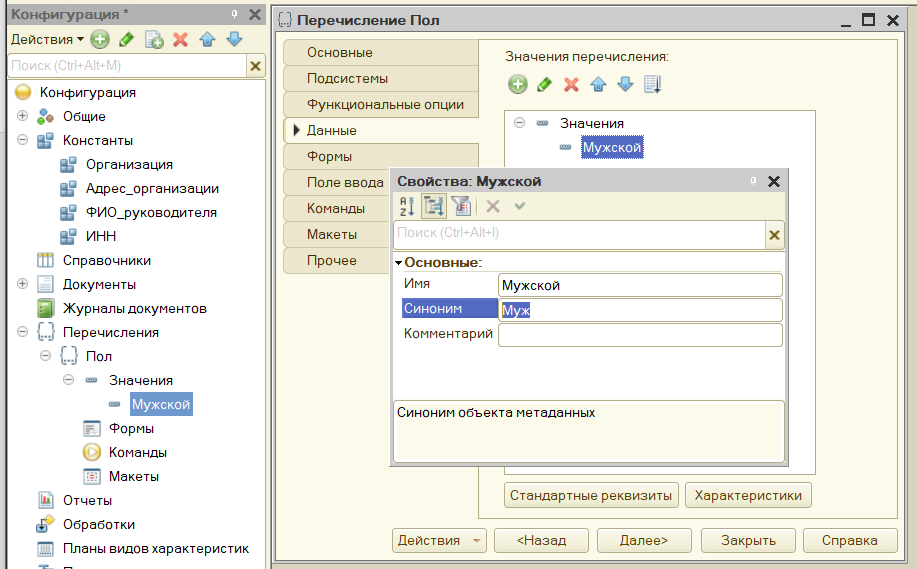 Конфигурация *
Действия
Поиск (Ctrl+Alt+M)
Конфигурация
Общие
Константы
Организация
Адрес_организации
ФИО_руководителя
ИНН
Справочники
Документы
Журналы документов
Перечисления
Пол
Значения
Мужской
Формы
Команды
Макеты
Отчеты
Обработки
Планы видов характеристик
Перечисление Пол
Основные
Подсистемы
Функциональные опции
Данные
Формы
Поле ввода
Команды
Макеты
Прочее
Значения перечисления:
Значения
Мужской
Свойства: Мужской
Поиск (Ctrl+Alt+I)
Основные:
Имя Мужской
Синоним Муж
Комментарий
Синоним объекта метаданных
Стандартные реквизиты Характеристики
Действия <Назад Далее> Закрыть Справка